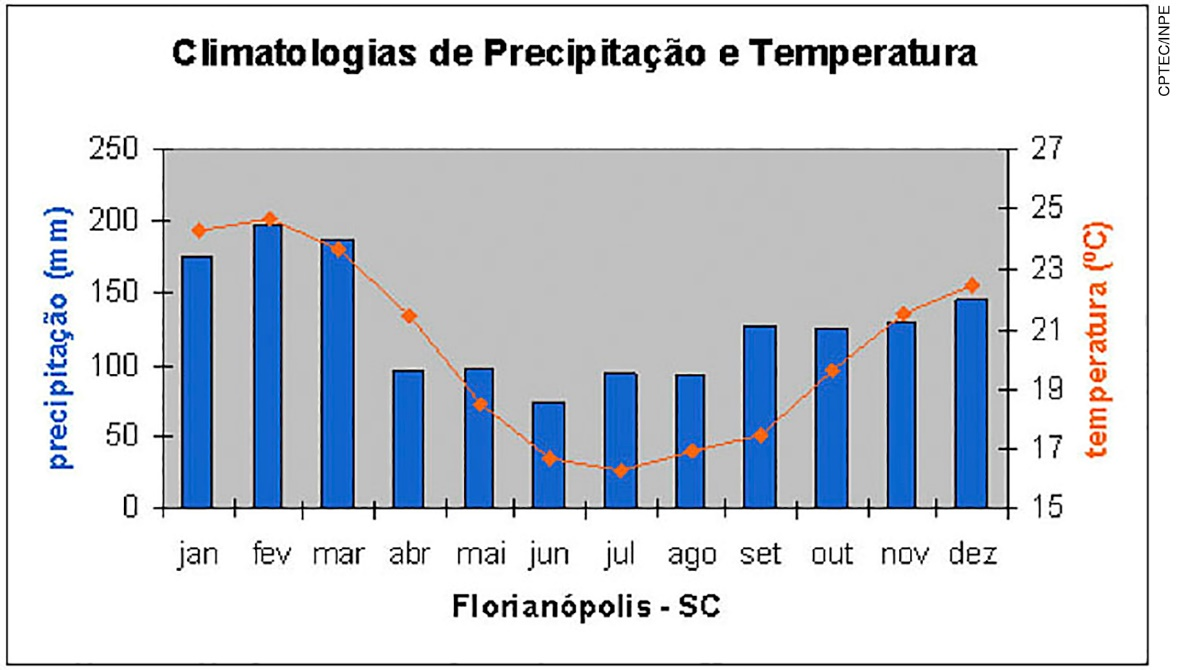 Climatologias de Precipitação e Temperatura
CPTEC/INPE
precipitação (mm)
250
200
150
100
50
0
27
25
23
21
19
17
15
temperatura (ºC)
jan fev mar abr mai jun jul ago set out nov dez
Florianópolis - SC